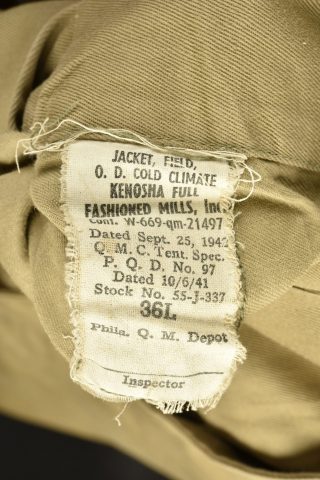 JACKET, FIELD,
O. D. COLD CLIMATE
KENOSHA FULL
FASHIONED MILLS, Inc.
Cont. W-669-qm-21497
Dated Sept. 25, 1942
Q. M. C. Tent. Spec.
P. Q. D. No. 97
Dated 10/6/41
Stock No. 55-J-337
36L
Phila. Q. M. Depot
Inspector